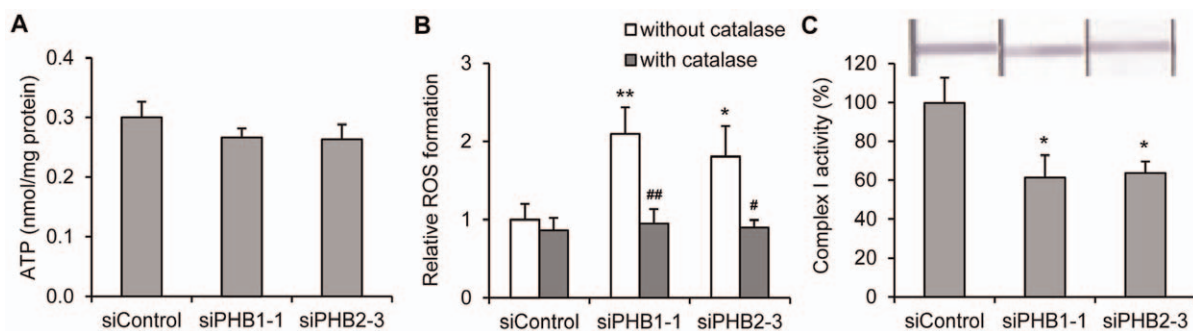 A
ATP (nmol/mg protein)
0.4
0.3
0.2
0.1
0.0
siControl siPHB1-1 siPHB2-3
B
without catalase
with catalase
Relative ROS formation
3
2
1
0
**
*
##
#
siControl siPHB1-1 siPHB2-3
C
Complex I activity (%)
120
100
80
60
40
20
0
*
*
siControl siPHB1-1 siPHB2-3